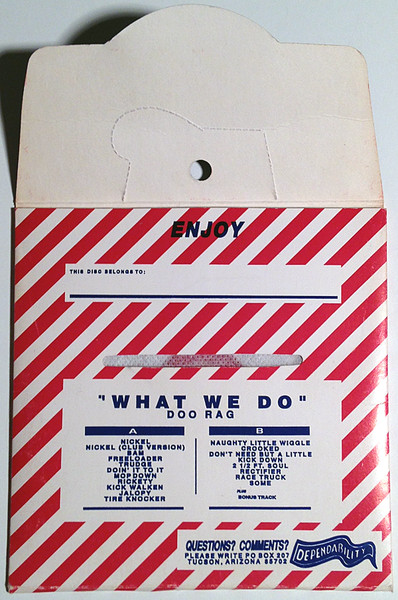 ENJOY
THIS DISC BELONGS TO:
"WHAT WE DO"
DOO RAG
A
NICKEL
NICKEL (CLUB VERSION)
BAM
FREELOADER
TRUDGE
DOIN' IT TO IT
MOPDOWN
RICKETY
KICK WALKEN
JALOPY
TIRE KNOCKER
B
NAUGHTY LITTLE WIGGLE
CROOKED
DON'T NEED BUT A LITTLE
KICK DOWN
2 1/2 FT. SOUL
RECTIFIER
RACE TRUCK
SOME
PLUS
BONUS TRACK
QUESTIONS? COMMENTS?
PLEASE WRITE PO BOX 207
TUCSON, ARIZONA 85702
DEPENDABILITY